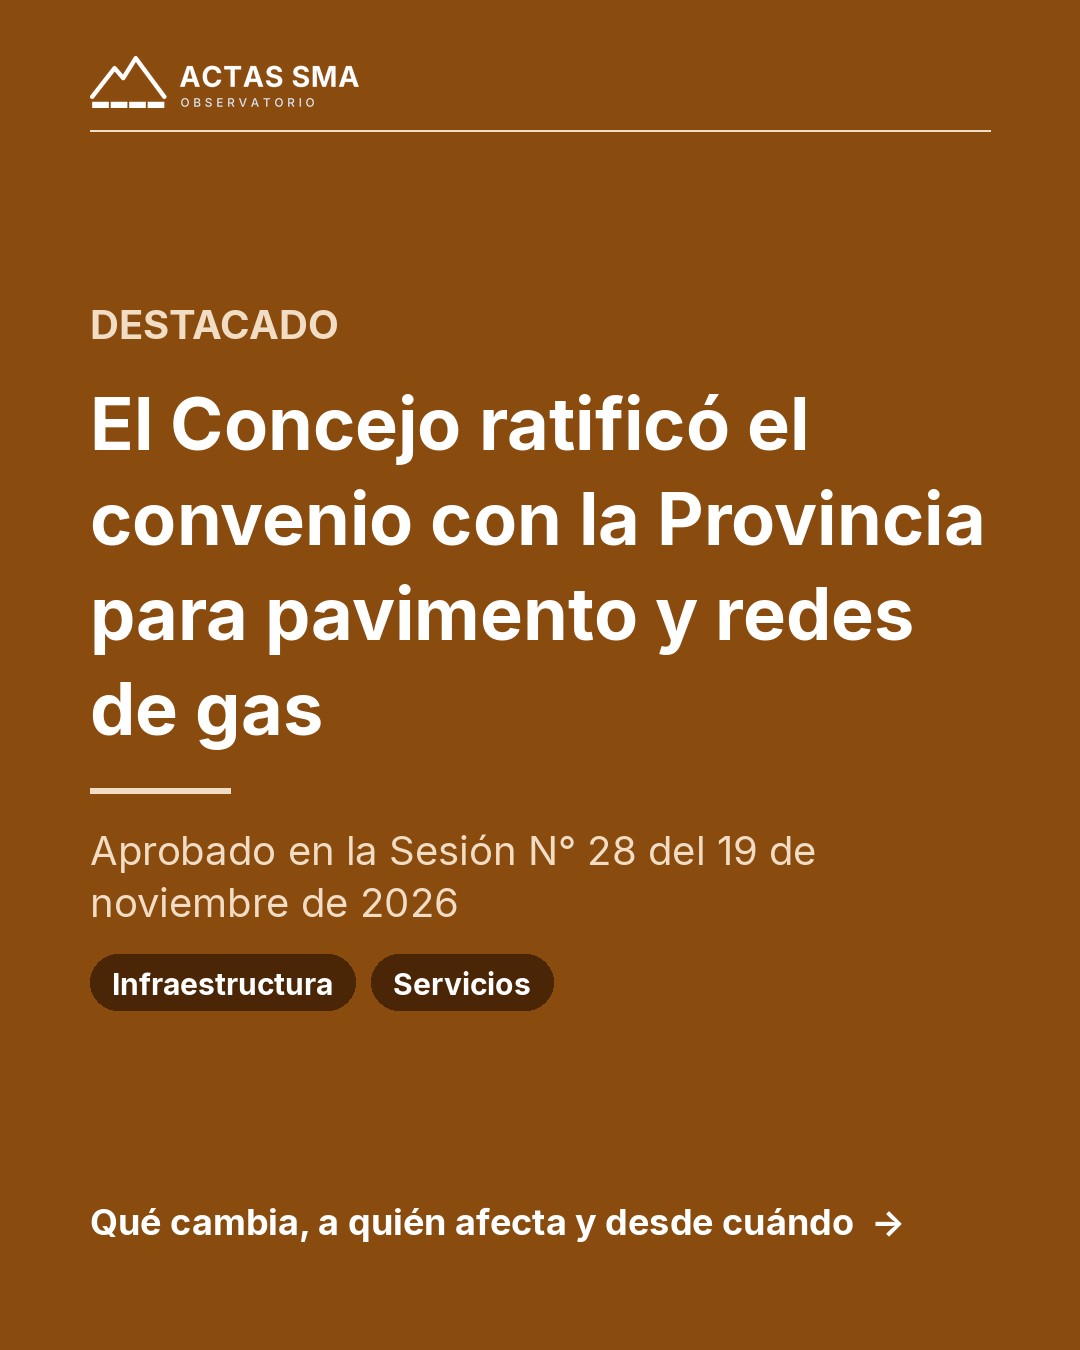 ACTAS SMA
OBSERVATORIO
DESTACADO
El Concejo ratificó el
convenio con la Provincia
para pavimento y redes
de gas
Aprobado en la Sesión N° 28 del 19 de
noviembre de 2026
Infraestructura Servicios
Qué cambia, a quién afecta y desde cuándo →